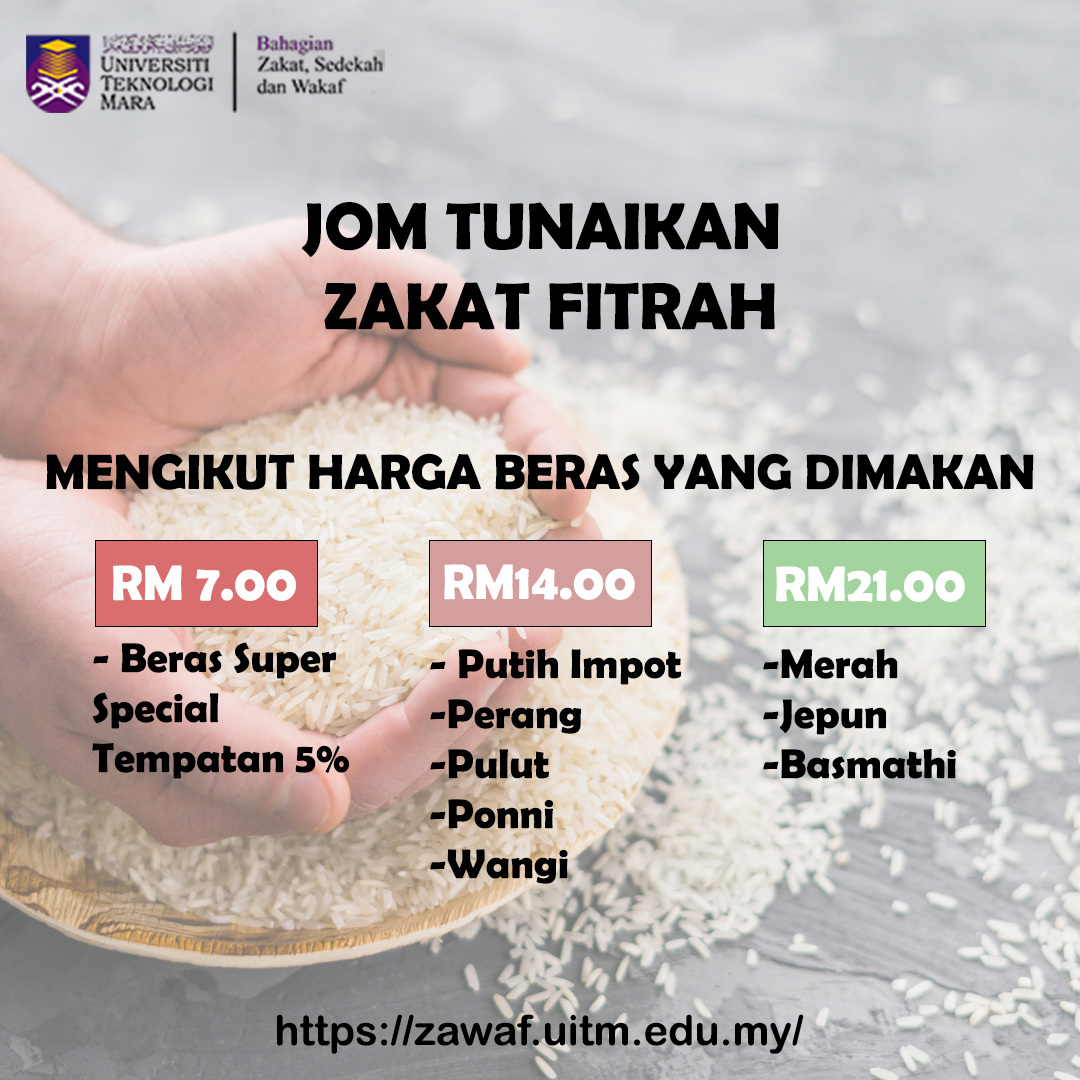 UNIVERSITI
TEKNOLOGI
MARA
Bahagian
Zakat, Sedekah
dan Wakaf
JOM TUNAIKAN
ZAKAT FITRAH
MENGIKUT HARGA BERAS YANG DIMAKAN
RM 7.00
- Beras Super
Special
Tempatan 5%
RM14.00
- Putih Impot
-Perang
-Pulut
-Ponni
-Wangi
RM21.00
-Merah
-Jepun
-Basmathi
https://zawaf.uitm.edu.my/